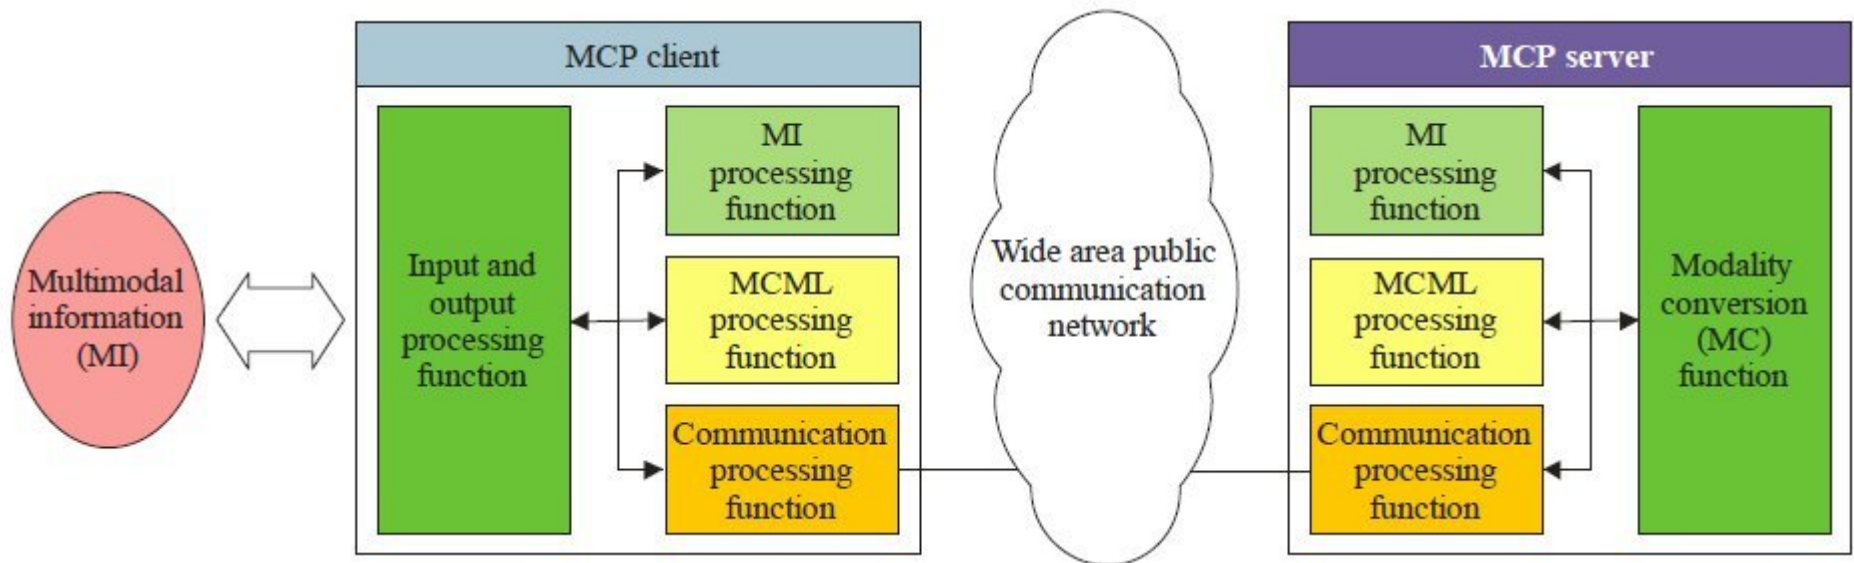 MCP client
MCP server
Multimodal
information
(MI)
Input and
output
processing
function
MI
processing
function
MCML
processing
function
Communication
processing
function
Wide area public
communication
network
MI
processing
function
MCML
processing
function
Communication
processing
function
Modality
conversion
(MC)
function